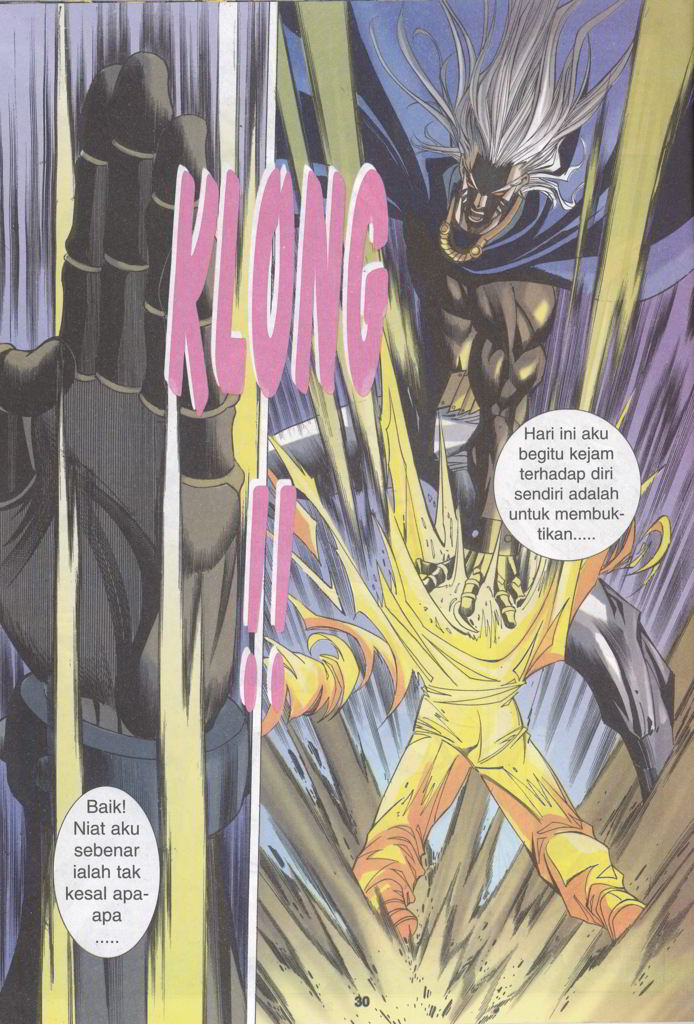 KLONG
!!
Baik!
Niat aku
sebenar
ialah tak
kesal apa-
apa
.....
Hari ini aku
begitu kejam
terhadap diri
sendiri adalah
untuk membuk-
tikan.....
30